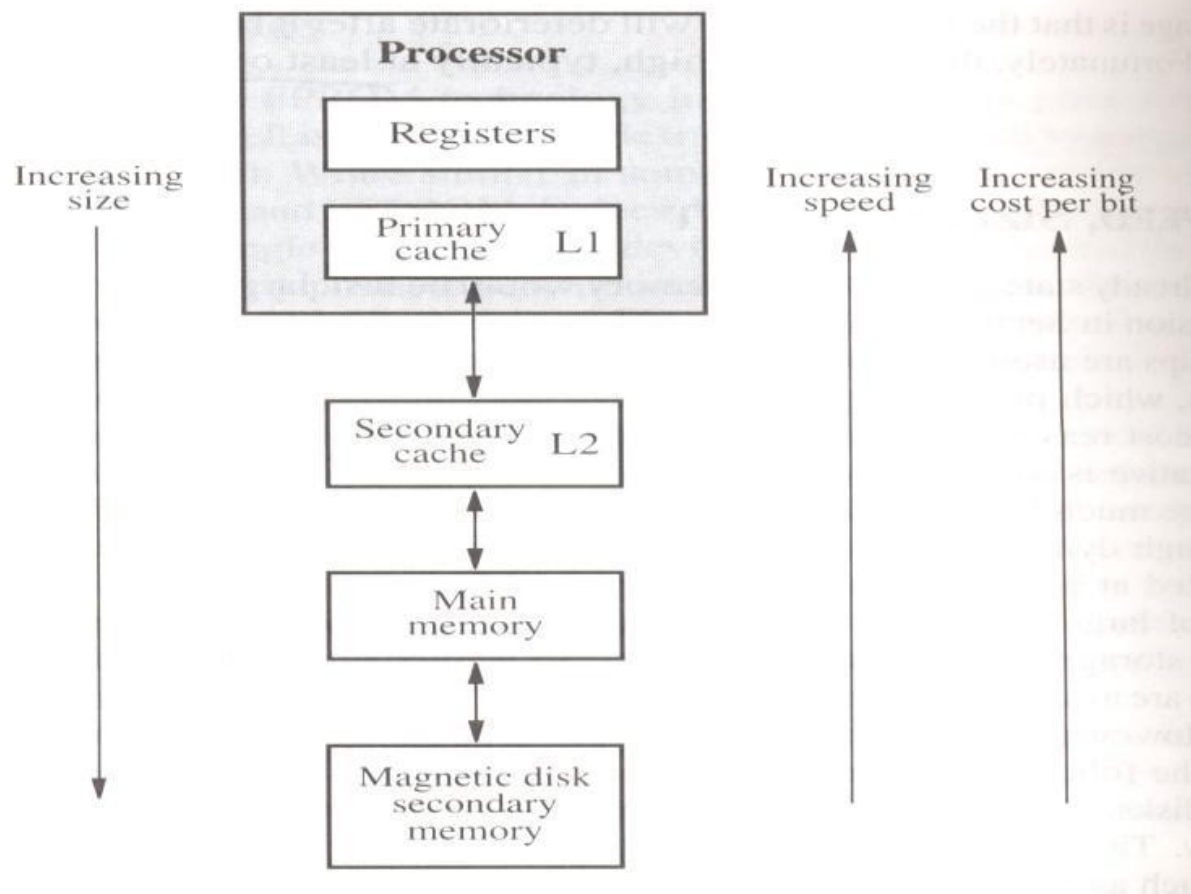 Processor
Registers
Increasing
size
Primary
cache L1
Increasing
speed
Increasing
cost per bit
Secondary
cache L2
Main
memory
Magnetic disk
secondary
memory